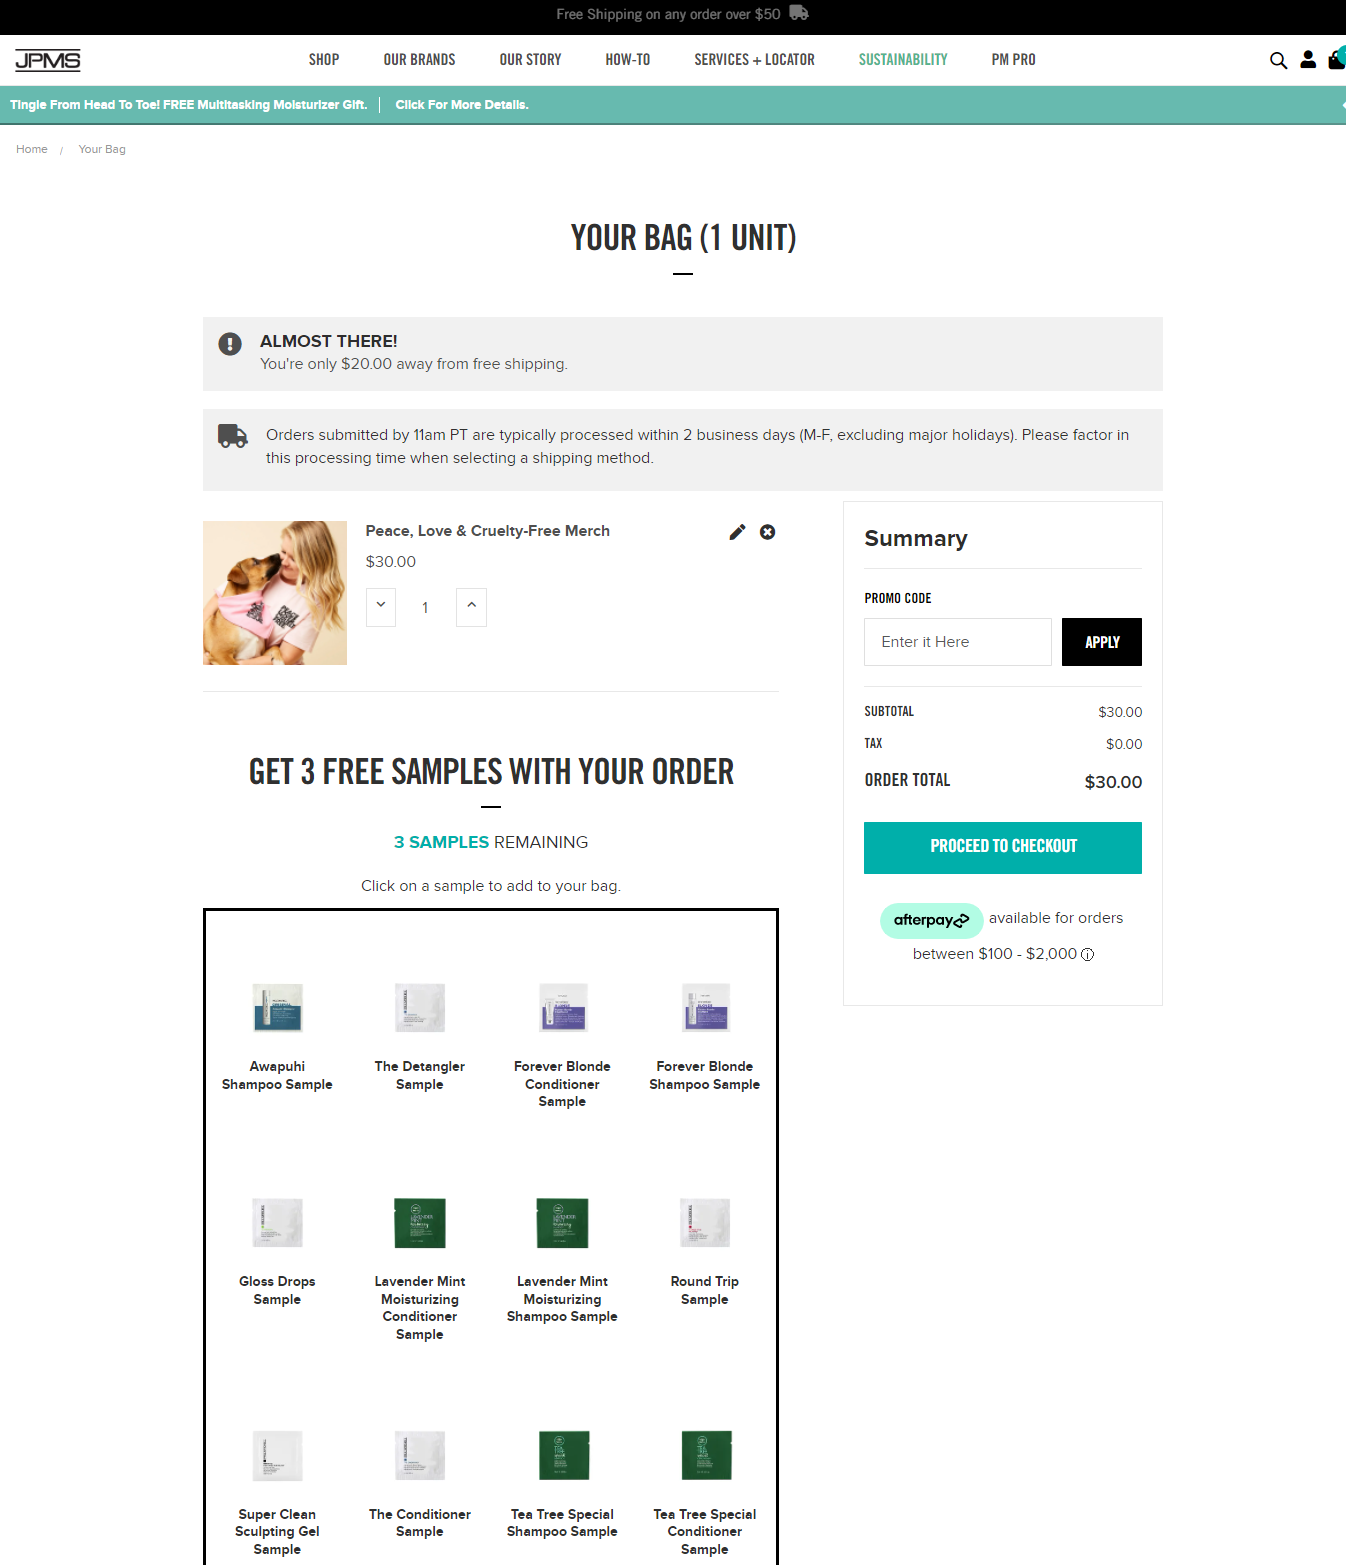 Free Shipping on any order over $50
JPMS
SHOP
OUR BRANDS
OUR STORY
HOW-TO
SERVICES + LOCATOR
SUSTAINABILITY
PM PRO
Tingle From Head To Toe! FREE Multitasking Moisturizer Gift.
Click For More Details.
Home / Your Bag
YOUR BAG (1 UNIT)
ALMOST THERE!
You're only $20.00 away from free shipping.
Orders submitted by 11am PT are typically processed within 2 business days (M-F, excluding major holidays). Please factor in
this processing time when selecting a shipping method.
Peace, Love & Cruelty-Free Merch
$30.00
1
Summary
PROMO CODE
Enter it Here
APPLY
SUBTOTAL
$30.00
TAX
$0.00
ORDER TOTAL
$30.00
PROCEED TO CHECKOUT
afterpay available for orders
between $100 - $2,000
GET 3 FREE SAMPLES WITH YOUR ORDER
3 SAMPLES REMAINING
Click on a sample to add to your bag.
Awapuhi
Shampoo Sample
The Detangler
Sample
Forever Blonde
Conditioner
Sample
Forever Blonde
Shampoo Sample
Gloss Drops
Sample
Lavender Mint
Moisturizing
Conditioner
Sample
Lavender Mint
Moisturizing
Shampoo Sample
Round Trip
Sample
Super Clean
Sculpting Gel
Sample
The Conditioner
Sample
Tea Tree Special
Shampoo Sample
Tea Tree Special
Conditioner
Sample